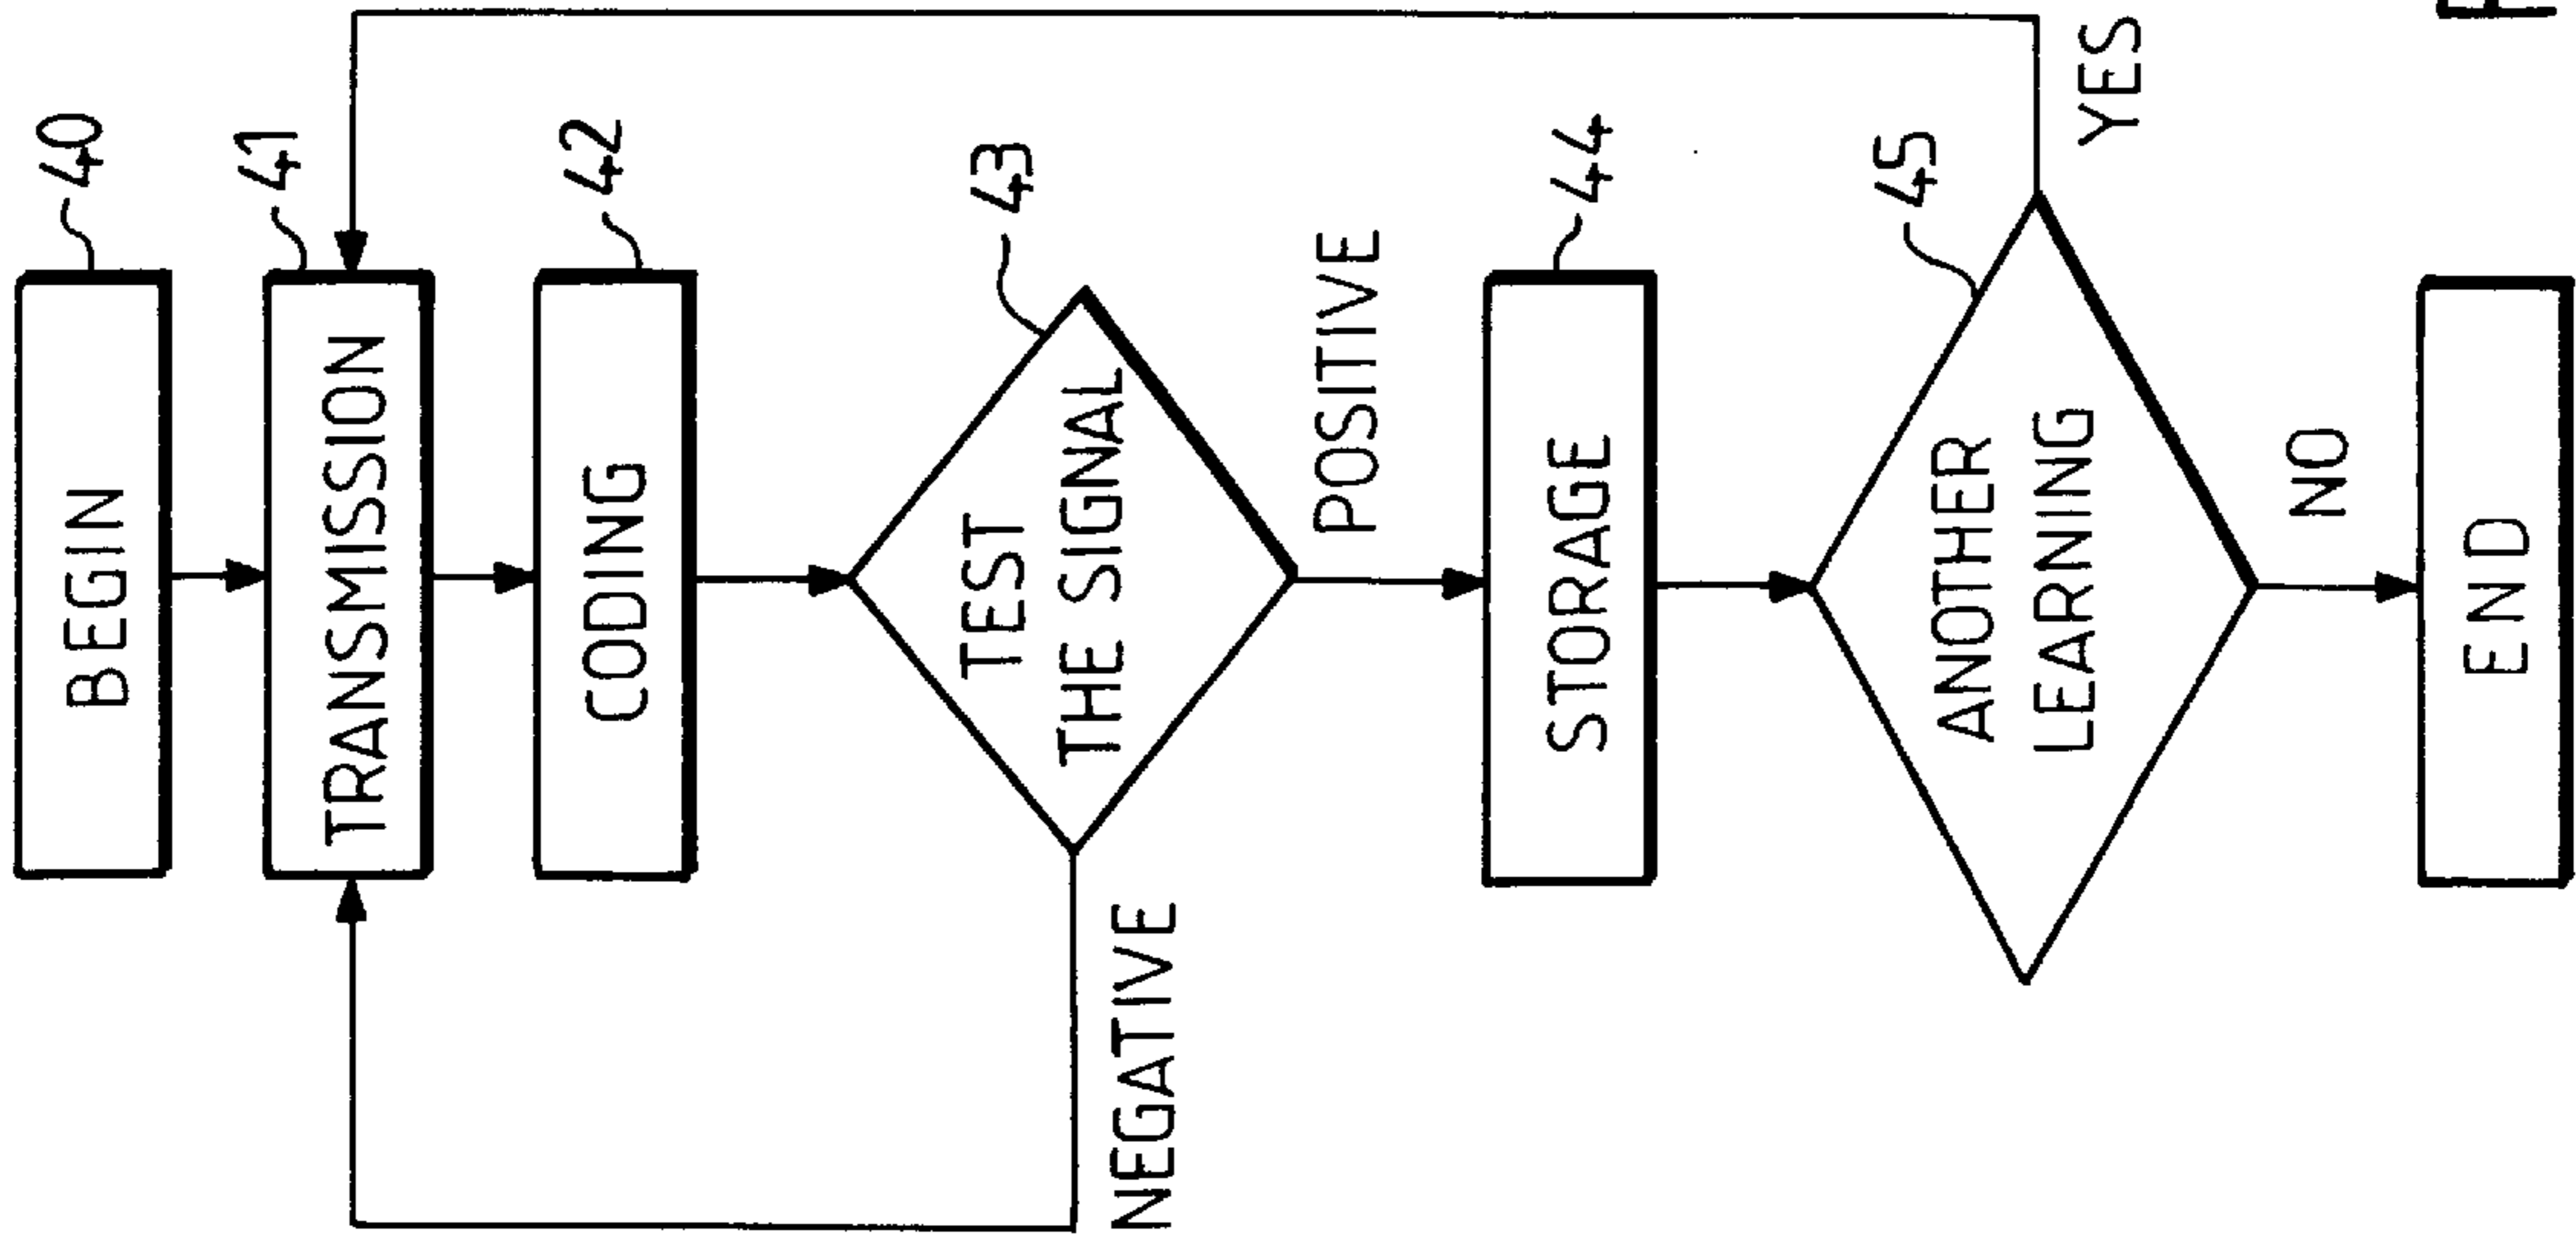 BEGIN
40
TRANSMISSION
41
CODING
42
TEST
THE SIGNAL
43
NEGATIVE
POSITIVE
STORAGE
44
ANOTHER
LEARNING
45
YES
NO
END